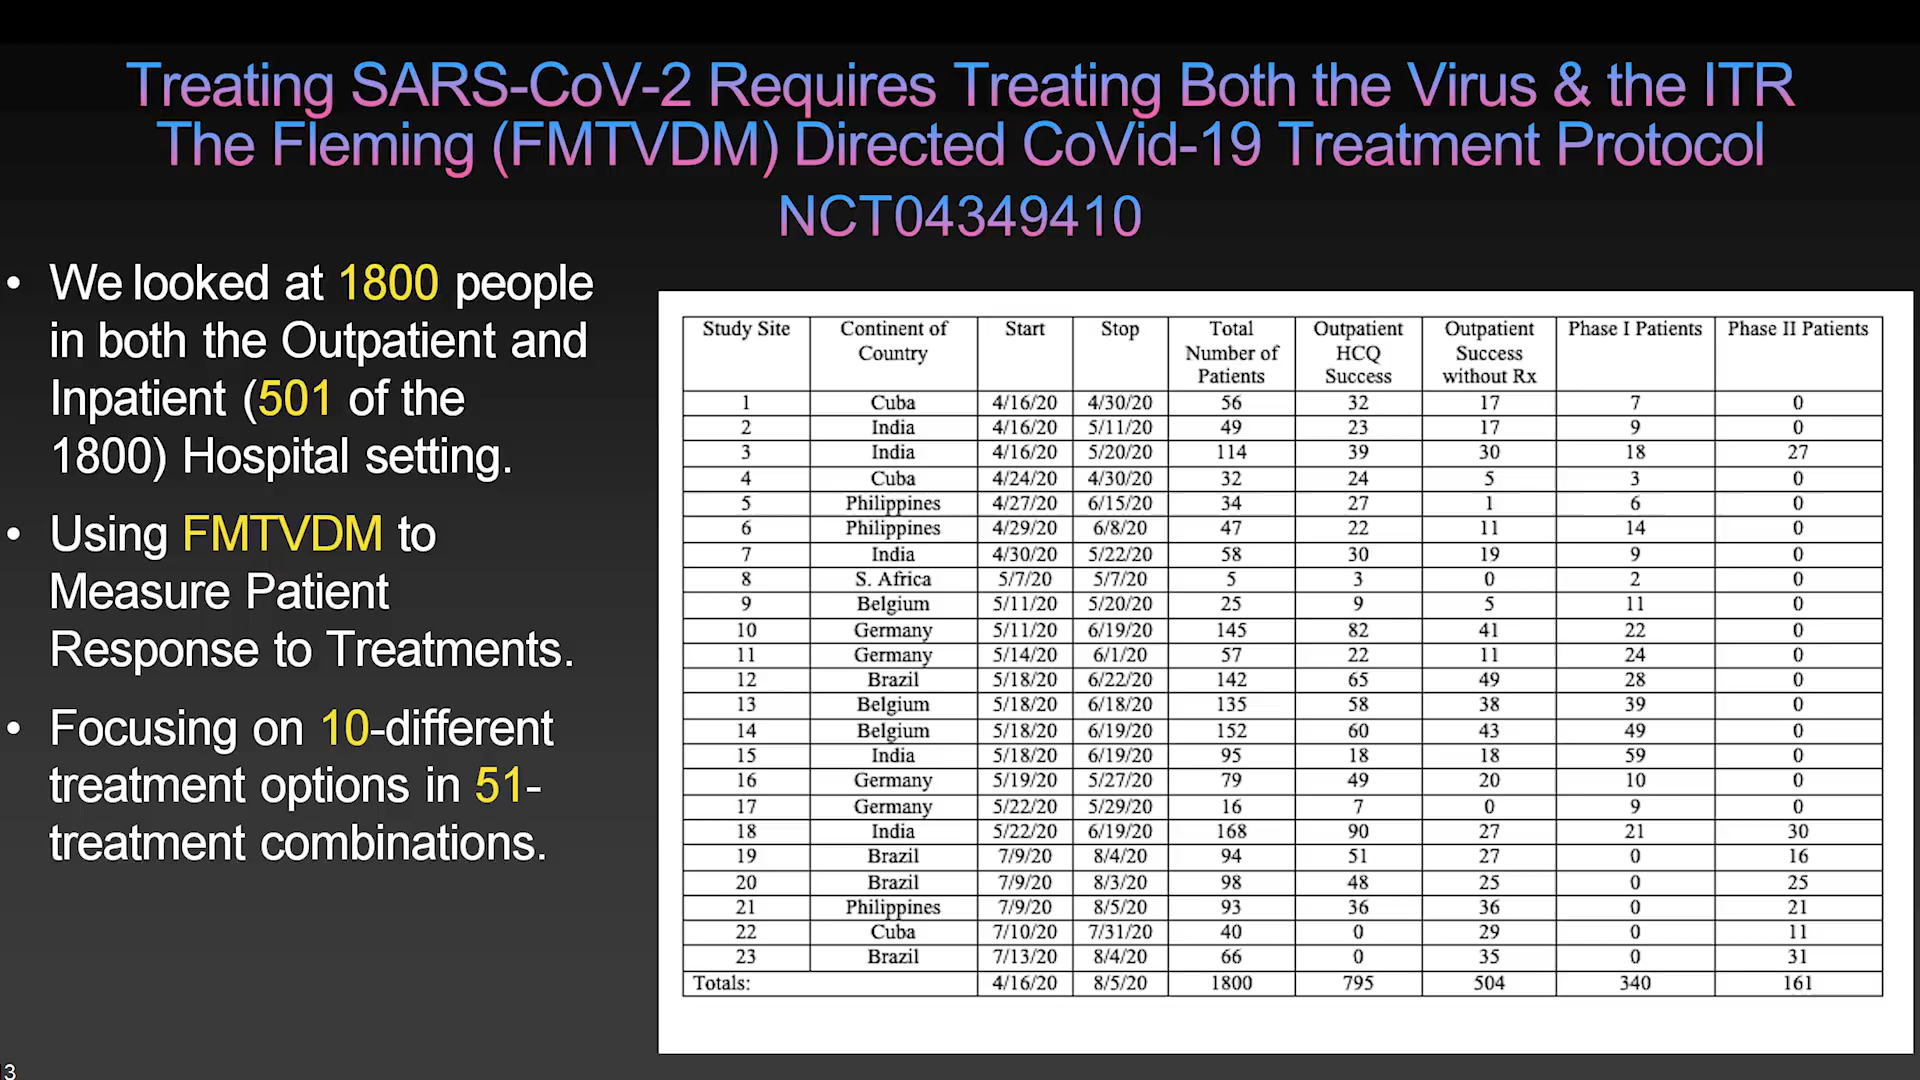 Treating SARS-CoV-2 Requires Treating Both the Virus & the ITR
The Fleming (FMTVDM) Directed CoVid-19 Treatment Protocol
NCT04349410
• We looked at 1800 people
in both the Outpatient and
Inpatient (501 of the
1800) Hospital setting.
• Using FMTVDM to
Measure Patient
Response to Treatments.
• Focusing on 10-different
treatment options in 51-
treatment combinations.
Study Site Continent of Country Start Stop Total Number of Patients Outpatient HCQ Success Outpatient Success without Rx Phase I Patients Phase II Patients
1 Cuba 4/16/20 4/30/20 56 32 17 7 0
2 India 4/16/20 5/11/20 49 23 17 9 0
3 India 4/16/20 5/20/20 114 39 30 18 27
4 Cuba 4/24/20 4/30/20 32 24 5 3 0
5 Philippines 4/27/20 6/15/20 34 27 1 6 0
6 Philippines 4/29/20 6/8/20 47 22 11 14 0
7 India 4/30/20 5/22/20 58 30 19 9 0
8 S. Africa 5/7/20 5/7/20 5 3 0 2 0
9 Belgium 5/11/20 5/20/20 25 9 5 11 0
10 Germany 5/11/20 6/19/20 145 82 41 22 0
11 Germany 5/14/20 6/1/20 57 22 11 24 0
12 Brazil 5/18/20 6/22/20 142 65 49 28 0
13 Belgium 5/18/20 6/18/20 135 58 38 39 0
14 Belgium 5/18/20 6/19/20 152 60 43 49 0
15 India 5/18/20 6/19/20 95 18 18 59 0
16 Germany 5/19/20 5/27/20 79 49 20 10 0
17 Germany 5/22/20 5/29/20 16 7 0 9 0
18 India 5/22/20 6/19/20 168 90 27 21 30
19 Brazil 7/9/20 8/4/20 94 51 27 0 16
20 Brazil 7/9/20 8/3/20 98 48 25 0 25
21 Philippines 7/9/20 8/5/20 93 36 36 0 21
22 Cuba 7/10/20 7/31/20 40 0 29 0 11
23 Brazil 7/13/20 8/4/20 66 0 35 0 31
Totals: 4/16/20 8/5/20 1800 795 504 340 161
3